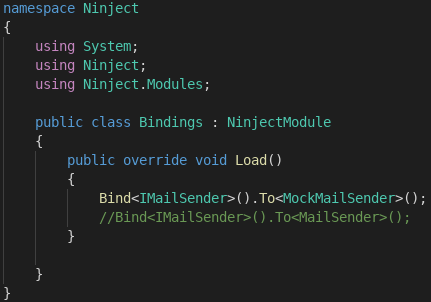 namespace Ninject
{
    using System;
    using Ninject;
    using Ninject.Modules;

    public class Bindings : NinjectModule
    {
        public override void Load()
        {
            Bind<IMailSender>().To<MockMailSender>();
            //Bind<IMailSender>().To<MailSender>();
        }

    }
}